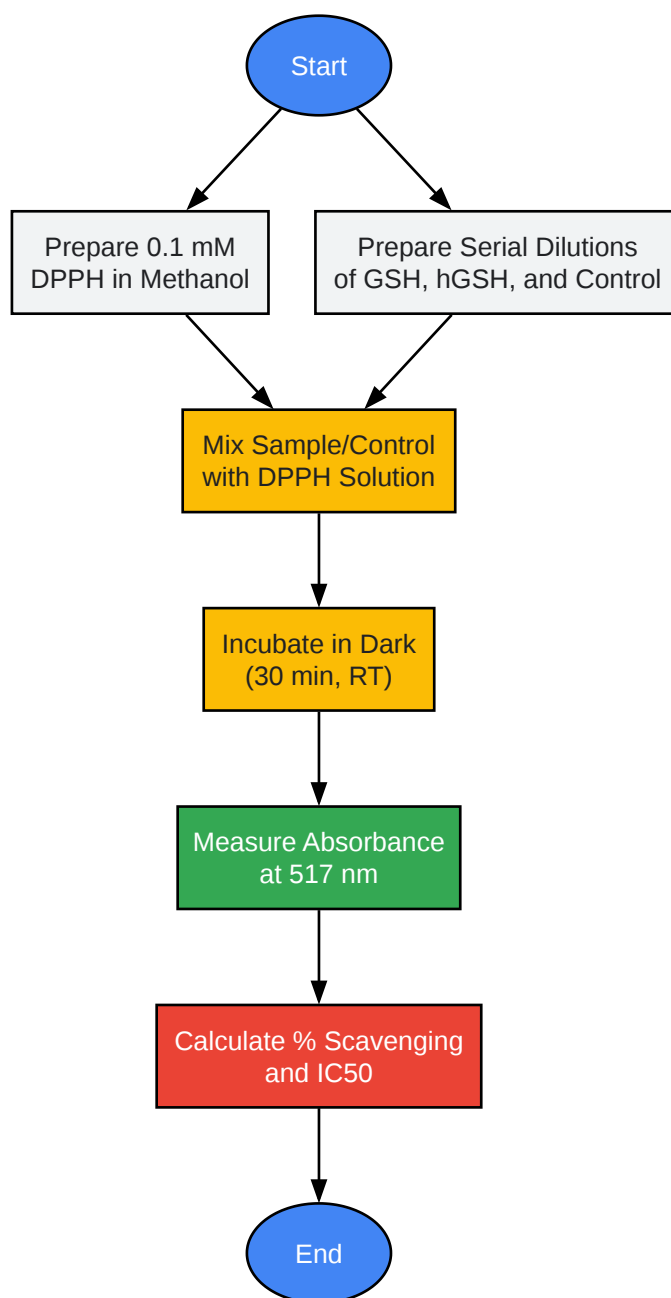 Start
Prepare 0.1 mM
DPPH in Methanol
Prepare Serial Dilutions
of GSH, hGSH, and Control
Mix Sample/Control
with DPPH Solution
Incubate in Dark
(30 min, RT)
Measure Absorbance
at 517 nm
Calculate % Scavenging
and IC50
End